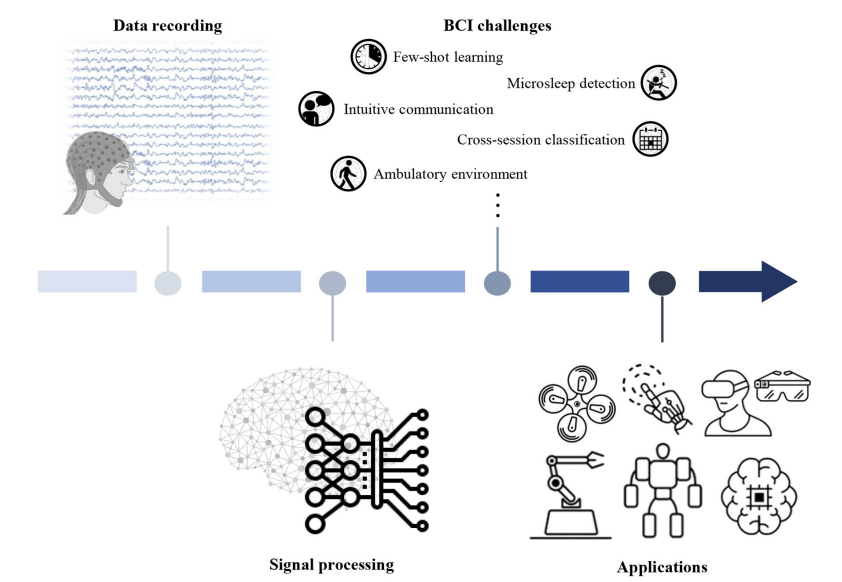 Data recording
BCI challenges
Few-shot learning
Microsleep detection
Intuitive communication
Cross-session classification
Ambulatory environment
Signal processing
Applications